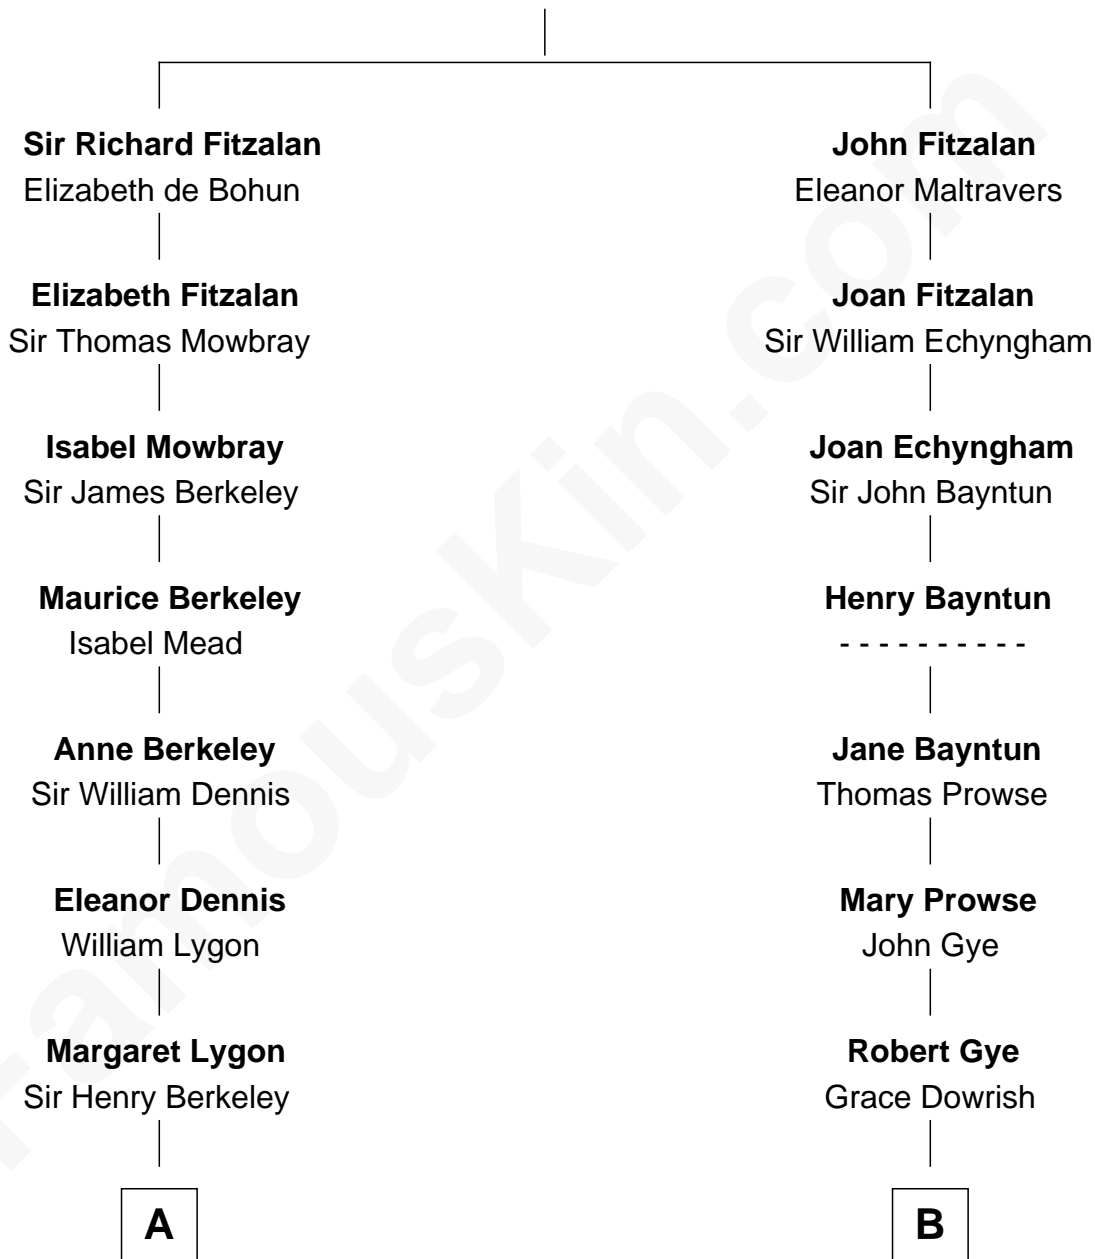 Sir Richard Fitzalan
Elizabeth de Bohun
Elizabeth Fitzalan
Sir Thomas Mowbray
Isabel Mowbray
Sir James Berkeley
Maurice Berkeley
Isabel Mead
Anne Berkeley
Sir William Dennis
Eleanor Dennis
William Lygon
Margaret Lygon
Sir Henry Berkeley
A
John Fitzalan
Eleanor Maltravers
Joan Fitzalan
Sir William Echyngham
Joan Echyngham
Sir John Bayntun
Henry Bayntun
- - - - - - - - - -
Jane Bayntun
Thomas Prowse
Mary Prowse
John Gye
Robert Gye
Grace Dowrish
B
FamousKin.com